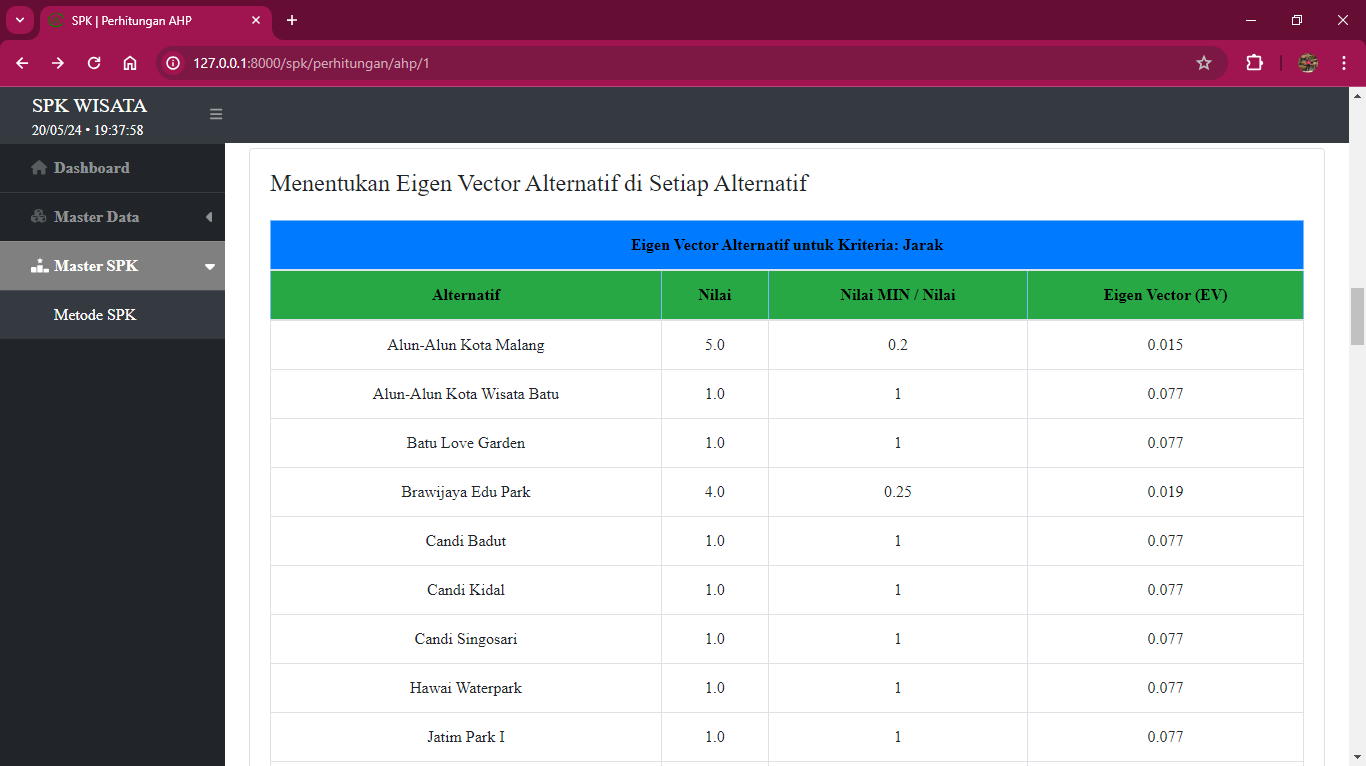 SPK | Perhitungan AHP
127.0.0.1:8000/spk/perhitungan/ahp/1
SPK WISATA
20/05/24 • 19:37:58
Dashboard
Master Data
Master SPK
Metode SPK
Menentukan Eigen Vector Alternatif di Setiap Alternatif
Eigen Vector Alternatif untuk Kriteria: Jarak
Alternatif Nilai Nilai MIN / Nilai Eigen Vector (EV)
Alun-Alun Kota Malang 5.0 0.2 0.015
Alun-Alun Kota Wisata Batu 1.0 1 0.077
Batu Love Garden 1.0 1 0.077
Brawijaya Edu Park 4.0 0.25 0.019
Candi Badut 1.0 1 0.077
Candi Kidal 1.0 1 0.077
Candi Singosari 1.0 1 0.077
Hawai Waterpark 1.0 1 0.077
Jatim Park I 1.0 1 0.077